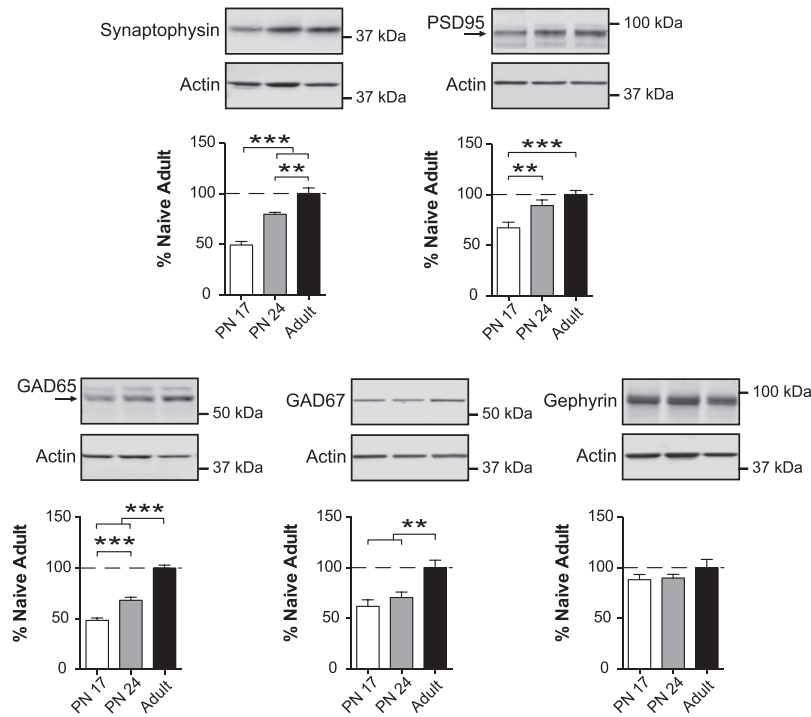 Synaptophysin
37 kDa
Actin
37 kDa
PSD95
100 kDa
Actin
37 kDa
% Naive Adult
150
100
50
0
***
**
PN 17
PN 24
Adult
% Naive Adult
150
100
50
0
***
**
PN 17
PN 24
Adult
GAD65
50 kDa
Actin
37 kDa
GAD67
50 kDa
Actin
37 kDa
Gephyrin
100 kDa
Actin
37 kDa
% Naive Adult
150
100
50
0
***
***
PN 17
PN 24
Adult
% Naive Adult
150
100
50
0
**
PN 17
PN 24
Adult
% Naive Adult
150
100
50
0
PN 17
PN 24
Adult